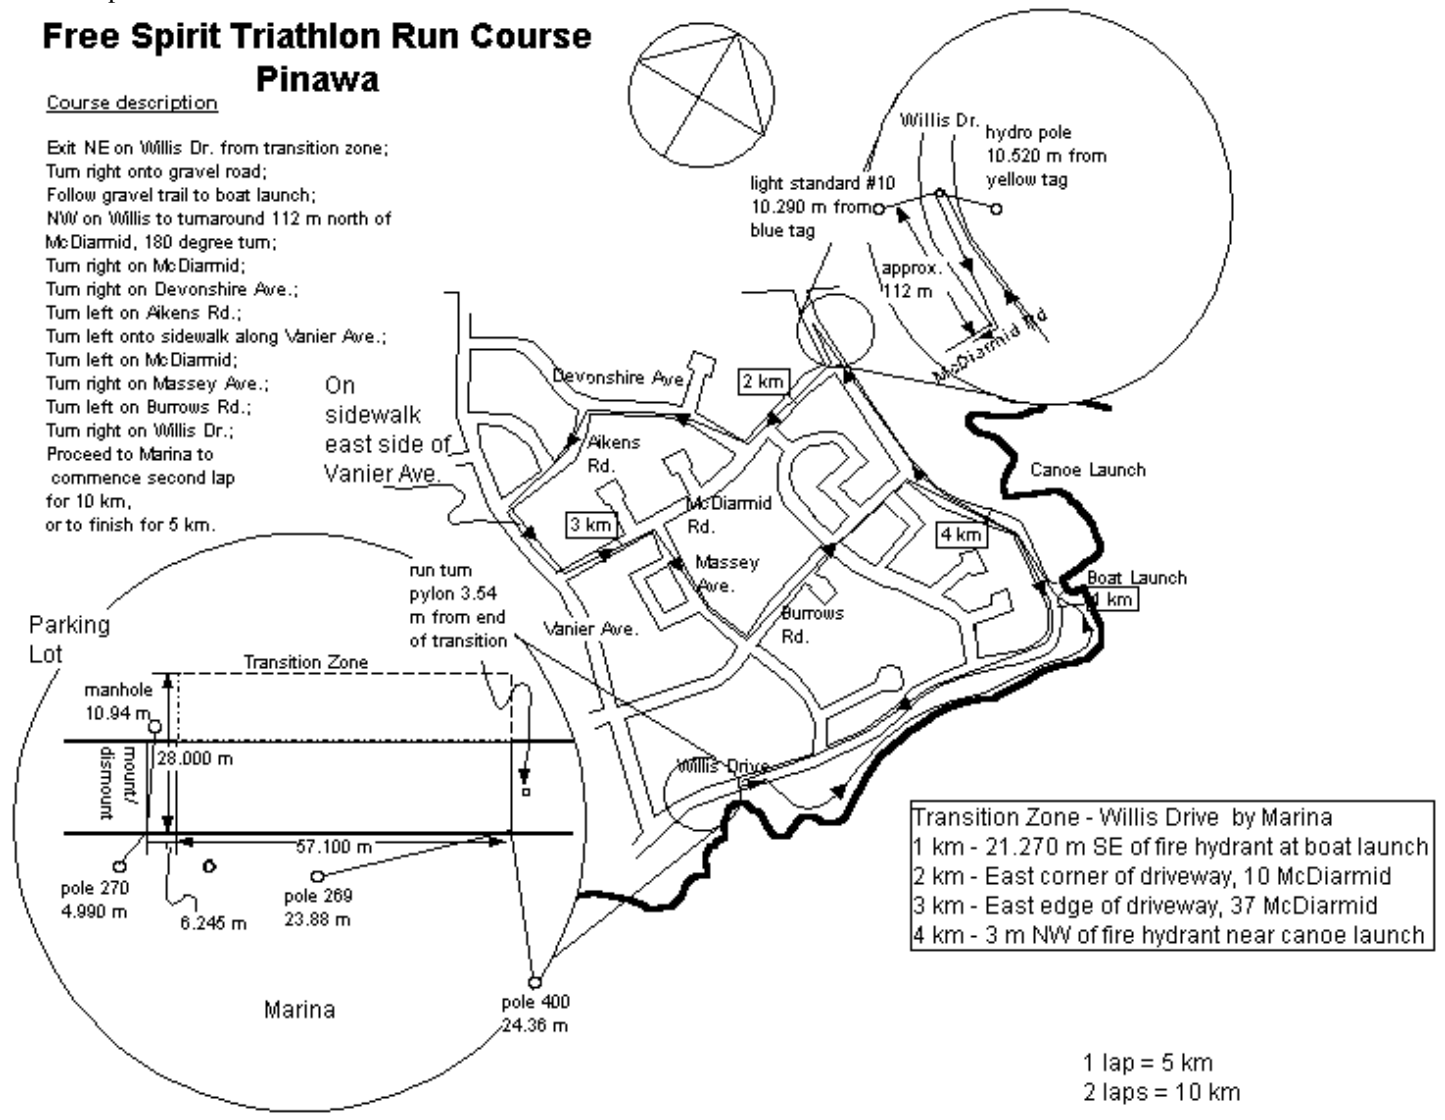 Free Spirit Triathlon Run Course
Pinawa
Course description
Exit NE on Willis Dr. from transition zone;
Turn right onto gravel road;
Follow gravel trail to boat launch;
NW on Willis to turnaround 112 m north of
McDiarmid, 180 degree turn;
Turn right on McDiarmid;
Turn right on Devonshire Ave.;
Turn left on Aikens Rd.;
Turn left onto sidewalk along Vanier Ave.;
Turn left on McDiarmid;
Turn right on Massey Ave.;
Turn left on Burrows Rd.;
Turn right on Willis Dr.;
Proceed to Marina to
commence second lap
for 10 km,
or to finish for 5 km.
On
sidewalk
east side of
Vanier Ave.
Willis Dr.
hydro pole
10.520 m from
yellow tag
light standard #10
10.290 m from
blue tag
approx.
112 m
McDiarmid Rd
Devonshire Ave
2 km
Aikens
Rd.
Canoe Launch
McDiarmid
Rd.
3 km
4 km
Massey
Ave.
Boat Launch
1 km
Burrows
Rd.
Vanier Ave.
Willis Drive
run turn
pylon 3.54
m from end
of transition
Parking
Lot
Transition Zone
manhole
10.94 m
mount/
dismount
28.000 m
57.100 m
pole 270
4.990 m
6.245 m
pole 269
23.88 m
pole 400
24.36 m
Marina
Transition Zone - Willis Drive by Marina
1 km - 21.270 m SE of fire hydrant at boat launch
2 km - East corner of driveway, 10 McDiarmid
3 km - East edge of driveway, 37 McDiarmid
4 km - 3 m NW of fire hydrant near canoe launch
1 lap = 5 km
2 laps = 10 km